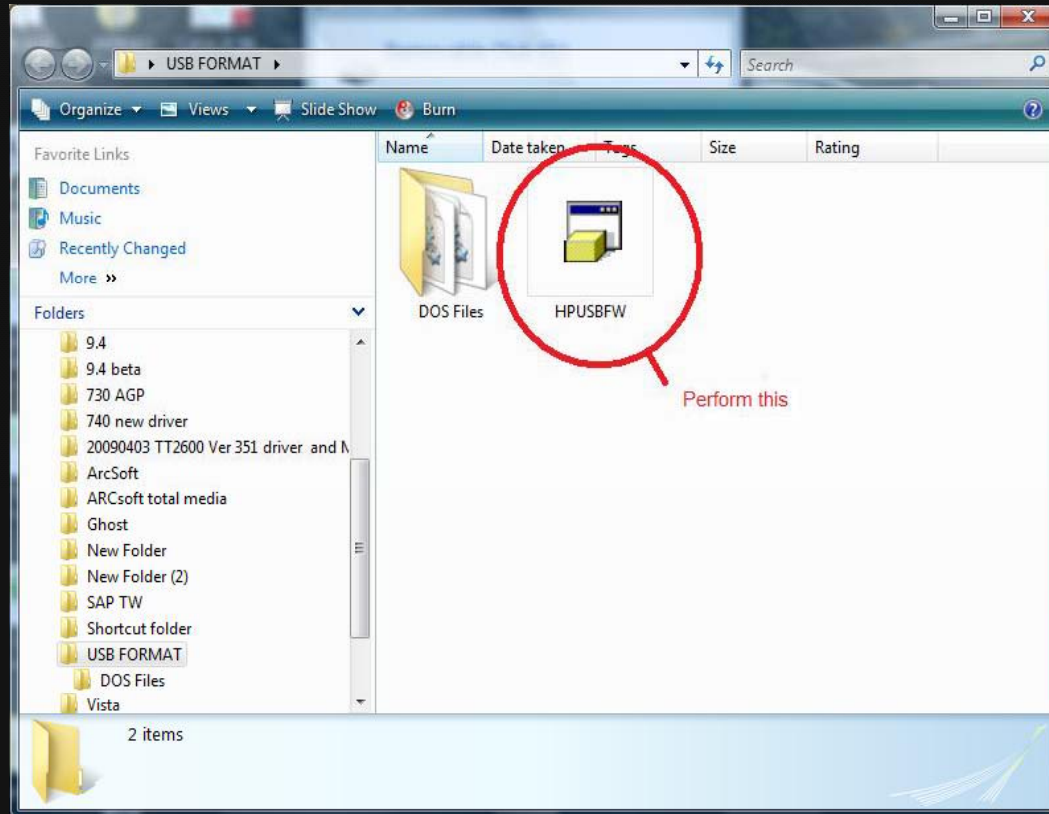 USB FORMAT
Search
Organize Views Slide Show Burn
Favorite Links
Documents
Music
Recently Changed
More »
Folders
9.4
9.4 beta
730 AGP
740 new driver
20090403 TT2600 Ver 351 driver and
ArcSoft
ARCsoft total media
Ghost
New Folder
New Folder (2)
SAP TW
Shortcut folder
USB FORMAT
DOS Files
Vista
Name Date taken Tags Size Rating
DOS Files
HPUSBFW
Perform this
2 items